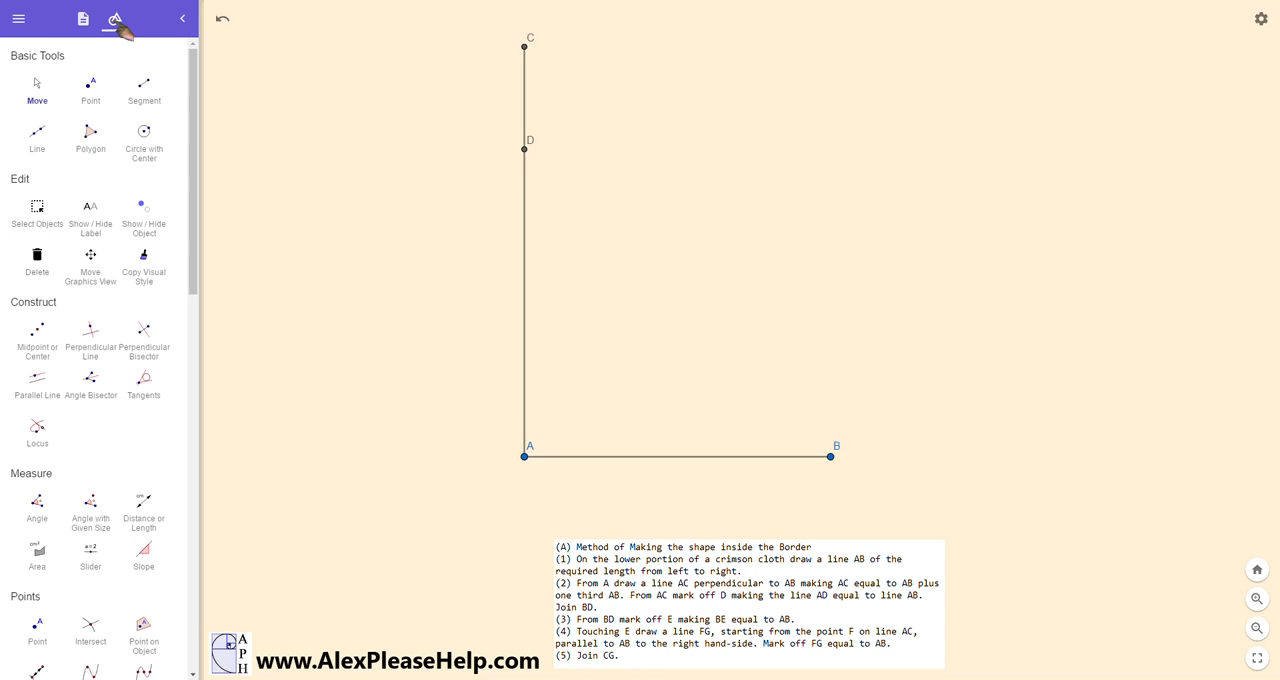 Basic Tools
Move
Point
Segment
Line
Polygon
Circle with
Center
Edit
Select Objects
Show / Hide
Label
Show / Hide
Object
Delete
Move
Graphics View
Copy Visual
Style
Construct
Midpoint or
Center
Perpendicular
Line
Perpendicular
Bisector
Parallel Line
Angle Bisector
Tangents
Locus
Measure
Angle
Angle with
Given Size
Distance or
Length
Area
Slider
Slope
Points
Point
Intersect
Point on
Object
C
D
A
B
(A) Method of Making the shape inside the Border
(1) On the lower portion of a crimson cloth draw a line AB of the
required length from left to right.
(2) From A draw a line AC perpendicular to AB making AC equal to AB plus
one third AB. From AC mark off D making the line AD equal to line AB.
Join BD.
(3) From BD mark off E making BE equal to AB.
(4) Touching E draw a line FG, starting from the point F on line AC,
parallel to AB to the right hand-side. Mark off FG equal to AB.
(5) Join CG.
A
P
H
www.AlexPleaseHelp.com